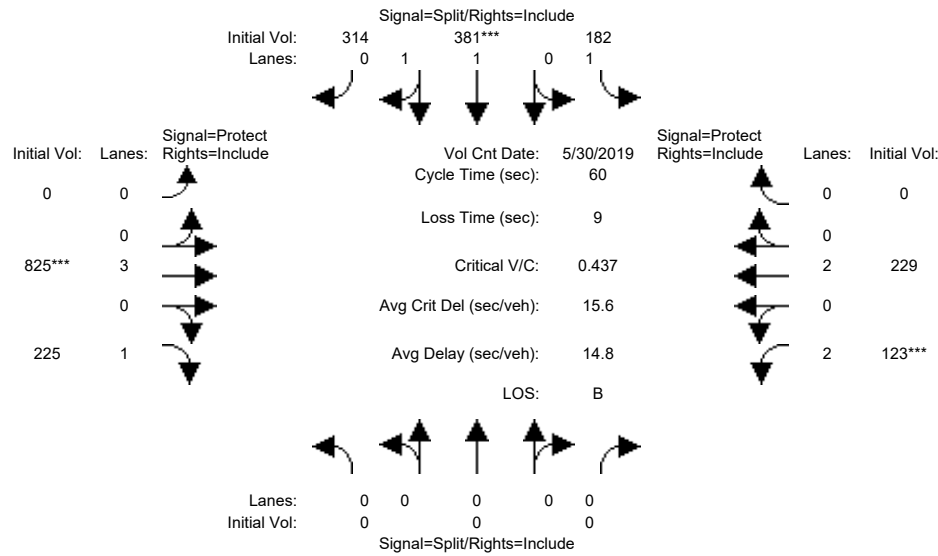 Signal=Split/Rights=Include
Initial Vol: 314 381*** 182
Lanes: 0 1 1 0 1
Signal=Protect
Initial Vol: Lanes: Rights=Include
Vol Cnt Date: 5/30/2019
Signal=Protect
Rights=Include Lanes: Initial Vol:
Cycle Time (sec): 60
0 0
0 0
Loss Time (sec): 9
0
0
825*** 3
Critical V/C: 0.437
2 229
0
Avg Crit Del (sec/veh): 15.6
0
225 1
Avg Delay (sec/veh): 14.8
2 123***
LOS: B
Lanes: 0 0 0 0 0
Initial Vol: 0 0 0
Signal=Split/Rights=Include